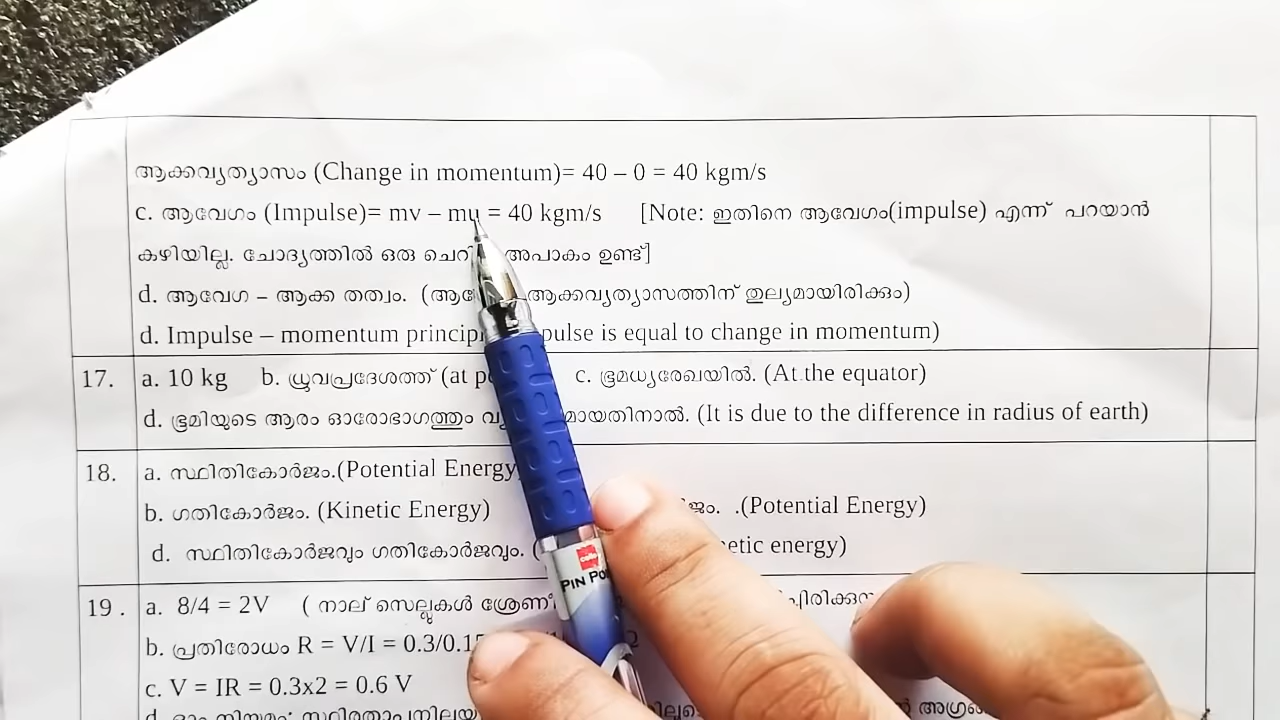 ആക്കവ്യത്യാസം (Change in momentum)= 40 – 0 = 40 kgm/s
c. ആവേഗം (Impulse)= mv – mu = 40 kgm/s [Note: ഇതിനെ ആവേഗം(impulse) എന്ന് പറയാൻ
കഴിയില്ല. ചോദ്യത്തിൽ ഒരു അപാകം ഉണ്ട്]
d. ആവേഗ – ആക്ക തത്വം. ആക്കവ്യത്യാസത്തിന് തുല്യമായിരിക്കും)
d. Impulse – momentum is equal to change in momentum)
17. a. 10 kg b. ധ്രുവപ്രദേശത്ത് (at c. ഭൂമധ്യരേഖയിൽ. (At the equator)
d. ഭൂമിയുടെ ആരം ഓരോഭാഗത്തും (It is due to the difference in radius of earth)
18. a. സ്ഥിതികോർജം.(Potential Energy
b. ഗതികോർജം. (Kinetic Energy) .(Potential Energy)
d. സ്ഥിതികോർജവും ഗതികോർജവും. ( energy)
19. a. 8/4 = 2V ( നാല് സെല്ലുകൾ
b. പ്രതിരോധം R = V/I = 0.3/0.15
c. V = IR = 0.3x2 = 0.6 V
cello
PIN